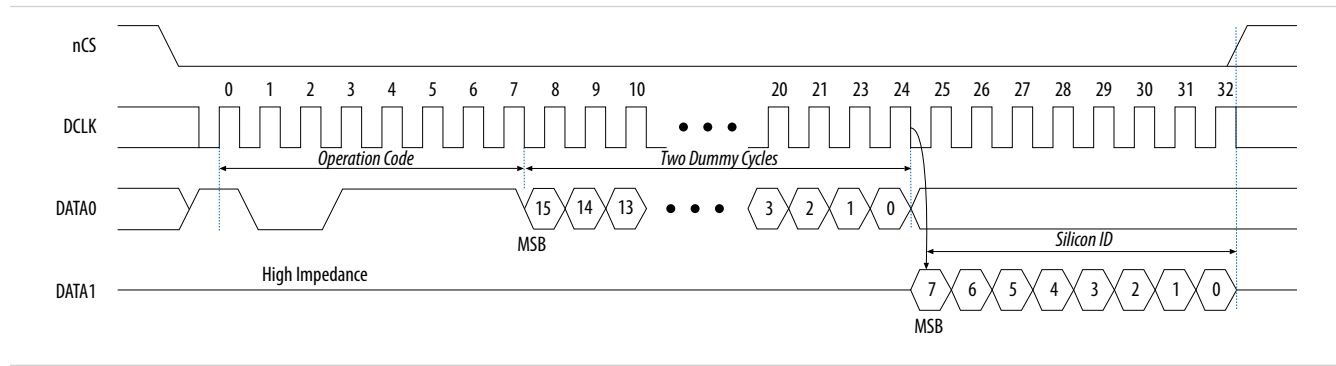 nCS
0 1 2 3 4 5 6 7 8 9 10 20 21 23 24 25 26 27 28 29 30 31 32
DCLK
Operation Code Two Dummy Cycles
DATA0 15 14 13 3 2 1 0
MSB
Silicon ID
High Impedance
DATA1 7 6 5 4 3 2 1 0
MSB